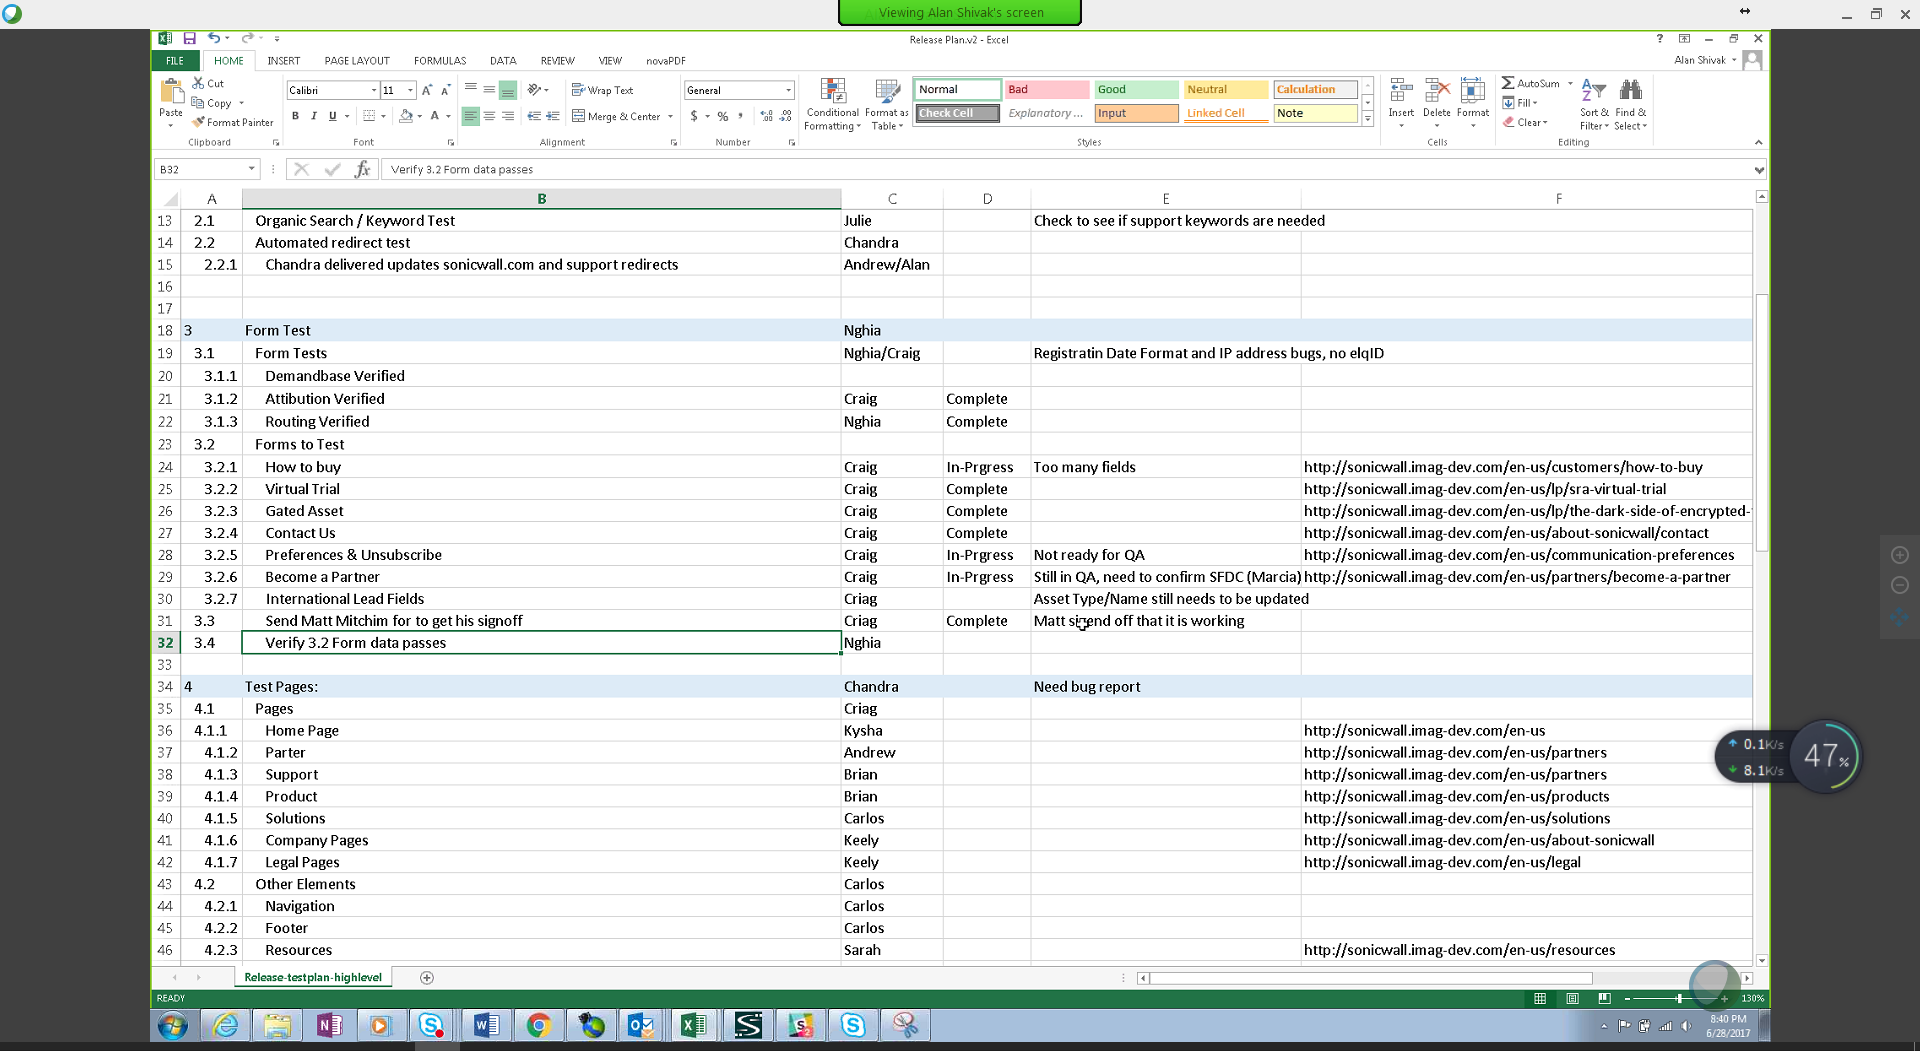 Viewing Alan Shivak's screen
Release Plan.v2 - Excel
FILE HOME INSERT PAGE LAYOUT FORMULAS DATA REVIEW VIEW novaPDF Alan Shivak
Paste Cut Copy Format Painter Clipboard
Calibri 11 B I U A Font
Wrap Text Merge & Center Alignment
General $ % , Number
Conditional Formatting Format as Table
Normal Bad Good Neutral Calculation
Check Cell Explanatory ... Input Linked Cell Note
Styles
Insert Delete Format Cells
AutoSum Fill Clear Sort & Filter Find & Select Editing
B32 fx Verify 3.2 Form data passes
A B C D E F
13 2.1 Organic Search / Keyword Test Julie Check to see if support keywords are needed
14 2.2 Automated redirect test Chandra
15 2.2.1 Chandra delivered updates sonicwall.com and support redirects Andrew/Alan
16
17
18 3 Form Test Nghia
19 3.1 Form Tests Nghia/Craig Registratin Date Format and IP address bugs, no elqID
20 3.1.1 Demandbase Verified
21 3.1.2 Attibution Verified Craig Complete
22 3.1.3 Routing Verified Nghia Complete
23 3.2 Forms to Test
24 3.2.1 How to buy Craig In-Prgress Too many fields http://sonicwall.imag-dev.com/en-us/customers/how-to-buy
25 3.2.2 Virtual Trial Craig Complete http://sonicwall.imag-dev.com/en-us/lp/sra-virtual-trial
26 3.2.3 Gated Asset Craig Complete http://sonicwall.imag-dev.com/en-us/lp/the-dark-side-of-encrypted-
27 3.2.4 Contact Us Craig Complete http://sonicwall.imag-dev.com/en-us/about-sonicwall/contact
28 3.2.5 Preferences & Unsubscribe Craig In-Prgress Not ready for QA http://sonicwall.imag-dev.com/en-us/communication-preferences
29 3.2.6 Become a Partner Craig In-Prgress Still in QA, need to confirm SFDC (Marcia) http://sonicwall.imag-dev.com/en-us/partners/become-a-partner
30 3.2.7 International Lead Fields Criag Asset Type/Name still needs to be updated
31 3.3 Send Matt Mitchim for to get his signoff Criag Complete Matt off that it is working
32 3.4 Verify 3.2 Form data passes Nghia
33
34 4 Test Pages: Chandra Need bug report
35 4.1 Pages Criag
36 4.1.1 Home Page Kysha http://sonicwall.imag-dev.com/en-us
37 4.1.2 Parter Andrew http://sonicwall.imag-dev.com/en-us/partners
38 4.1.3 Support Brian http://sonicwall.imag-dev.com/en-us/partners
39 4.1.4 Product Brian http://sonicwall.imag-dev.com/en-us/products
40 4.1.5 Solutions Carlos http://sonicwall.imag-dev.com/en-us/solutions
41 4.1.6 Company Pages Keely http://sonicwall.imag-dev.com/en-us/about-sonicwall
42 4.1.7 Legal Pages Keely http://sonicwall.imag-dev.com/en-us/legal
43 4.2 Other Elements Carlos
44 4.2.1 Navigation Carlos
45 4.2.2 Footer Carlos
46 4.2.3 Resources Sarah http://sonicwall.imag-dev.com/en-us/resources
0.1K/s
8.1K/s
47%
Release-testplan-highlevel
READY 130%
8:40 PM
6/28/2017